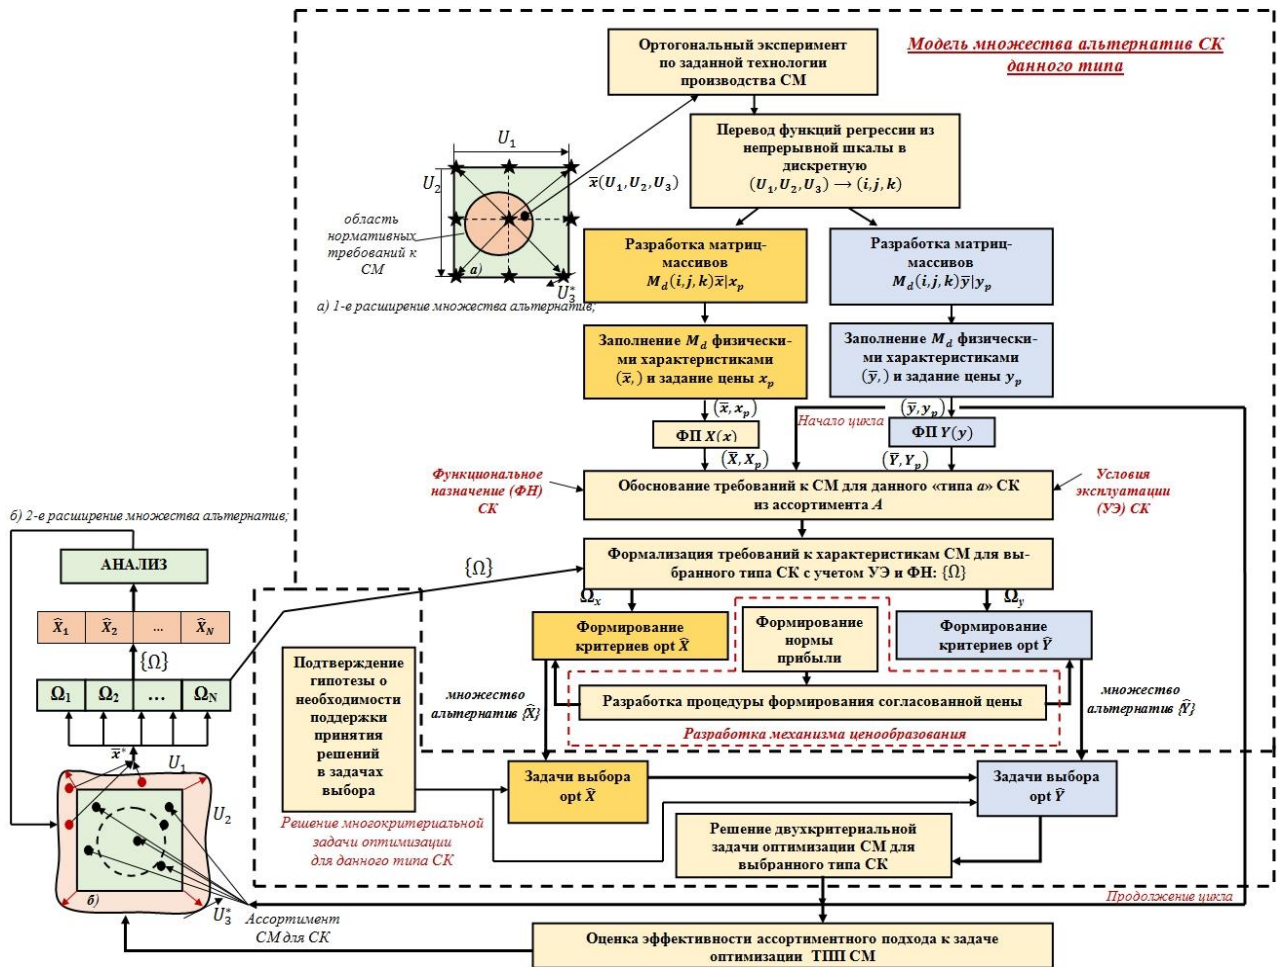 Ортогональный эксперимент
по заданной технологии
производства СМ
Модель множества альтернатив СК
данного типа
Перевод функций регрессии из
непрерывной шкалы в
дискретную
(U₁, U₂, U₃) → (i, j, k)
U₁
U₂
x̅(U₁, U₂, U₃)
область
нормативных
требований к
СМ
а)
U₃*
а) 1-е расширение множества альтернатив;
Разработка матриц-
массивов
M_d(i, j, k)x̅|x_p
Разработка матриц-
массивов
M_d(i, j, k)y̅|y_p
Заполнение M_d физически-
ми характеристиками
(x̅,) и задание цены x_p
Заполнение M_d физически-
ми характеристиками
(y̅,) и задание цены y_p
(x̅, x_p)
(y̅, y_p)
Начало цикла
ФП X(x)
ФП Y(y)
(X̅, X_p)
(Y̅, Y_p)
Функциональное
назначение (ФН)
СК
Обоснование требований к СМ для данного «типа а» СК
из ассортимента А
Условия
эксплуатации
(УЭ) СК
б) 2-е расширение множества альтернатив;
АНАЛИЗ
{Ω}
Формализация требований к характеристикам СМ для вы-
бранного типа СК с учетом УЭ и ФН: {Ω}
Ωₓ
Ω_y
X̂₁ X̂₂ ... X̂_N
{Ω}
Ω₁ Ω₂ ... Ω_N
Формирование
критериев opt X̂
Формирование
нормы
прибыли
Формирование
критериев opt Ŷ
Подтверждение
гипотезы о
необходимости
поддержки
принятия
решений
в задачах
выбора
множество
альтернатив {X̂}
Разработка процедуры формирования согласованной цены
множество
альтернатив {Ŷ}
Разработка механизма ценообразования
x̅*
U₁
U₂
б)
U₃*
Задачи выбора
opt X̂
Задачи выбора
opt Ŷ
Решение многокритериальной
задачи оптимизации
для данного типа СК
Решение двухкритериальной
задачи оптимизации СМ для
выбранного типа СК
Продолжение цикла
Ассортимент
СМ для СК
Оценка эффективности ассортиментного подхода к задаче
оптимизации ТПП СМ